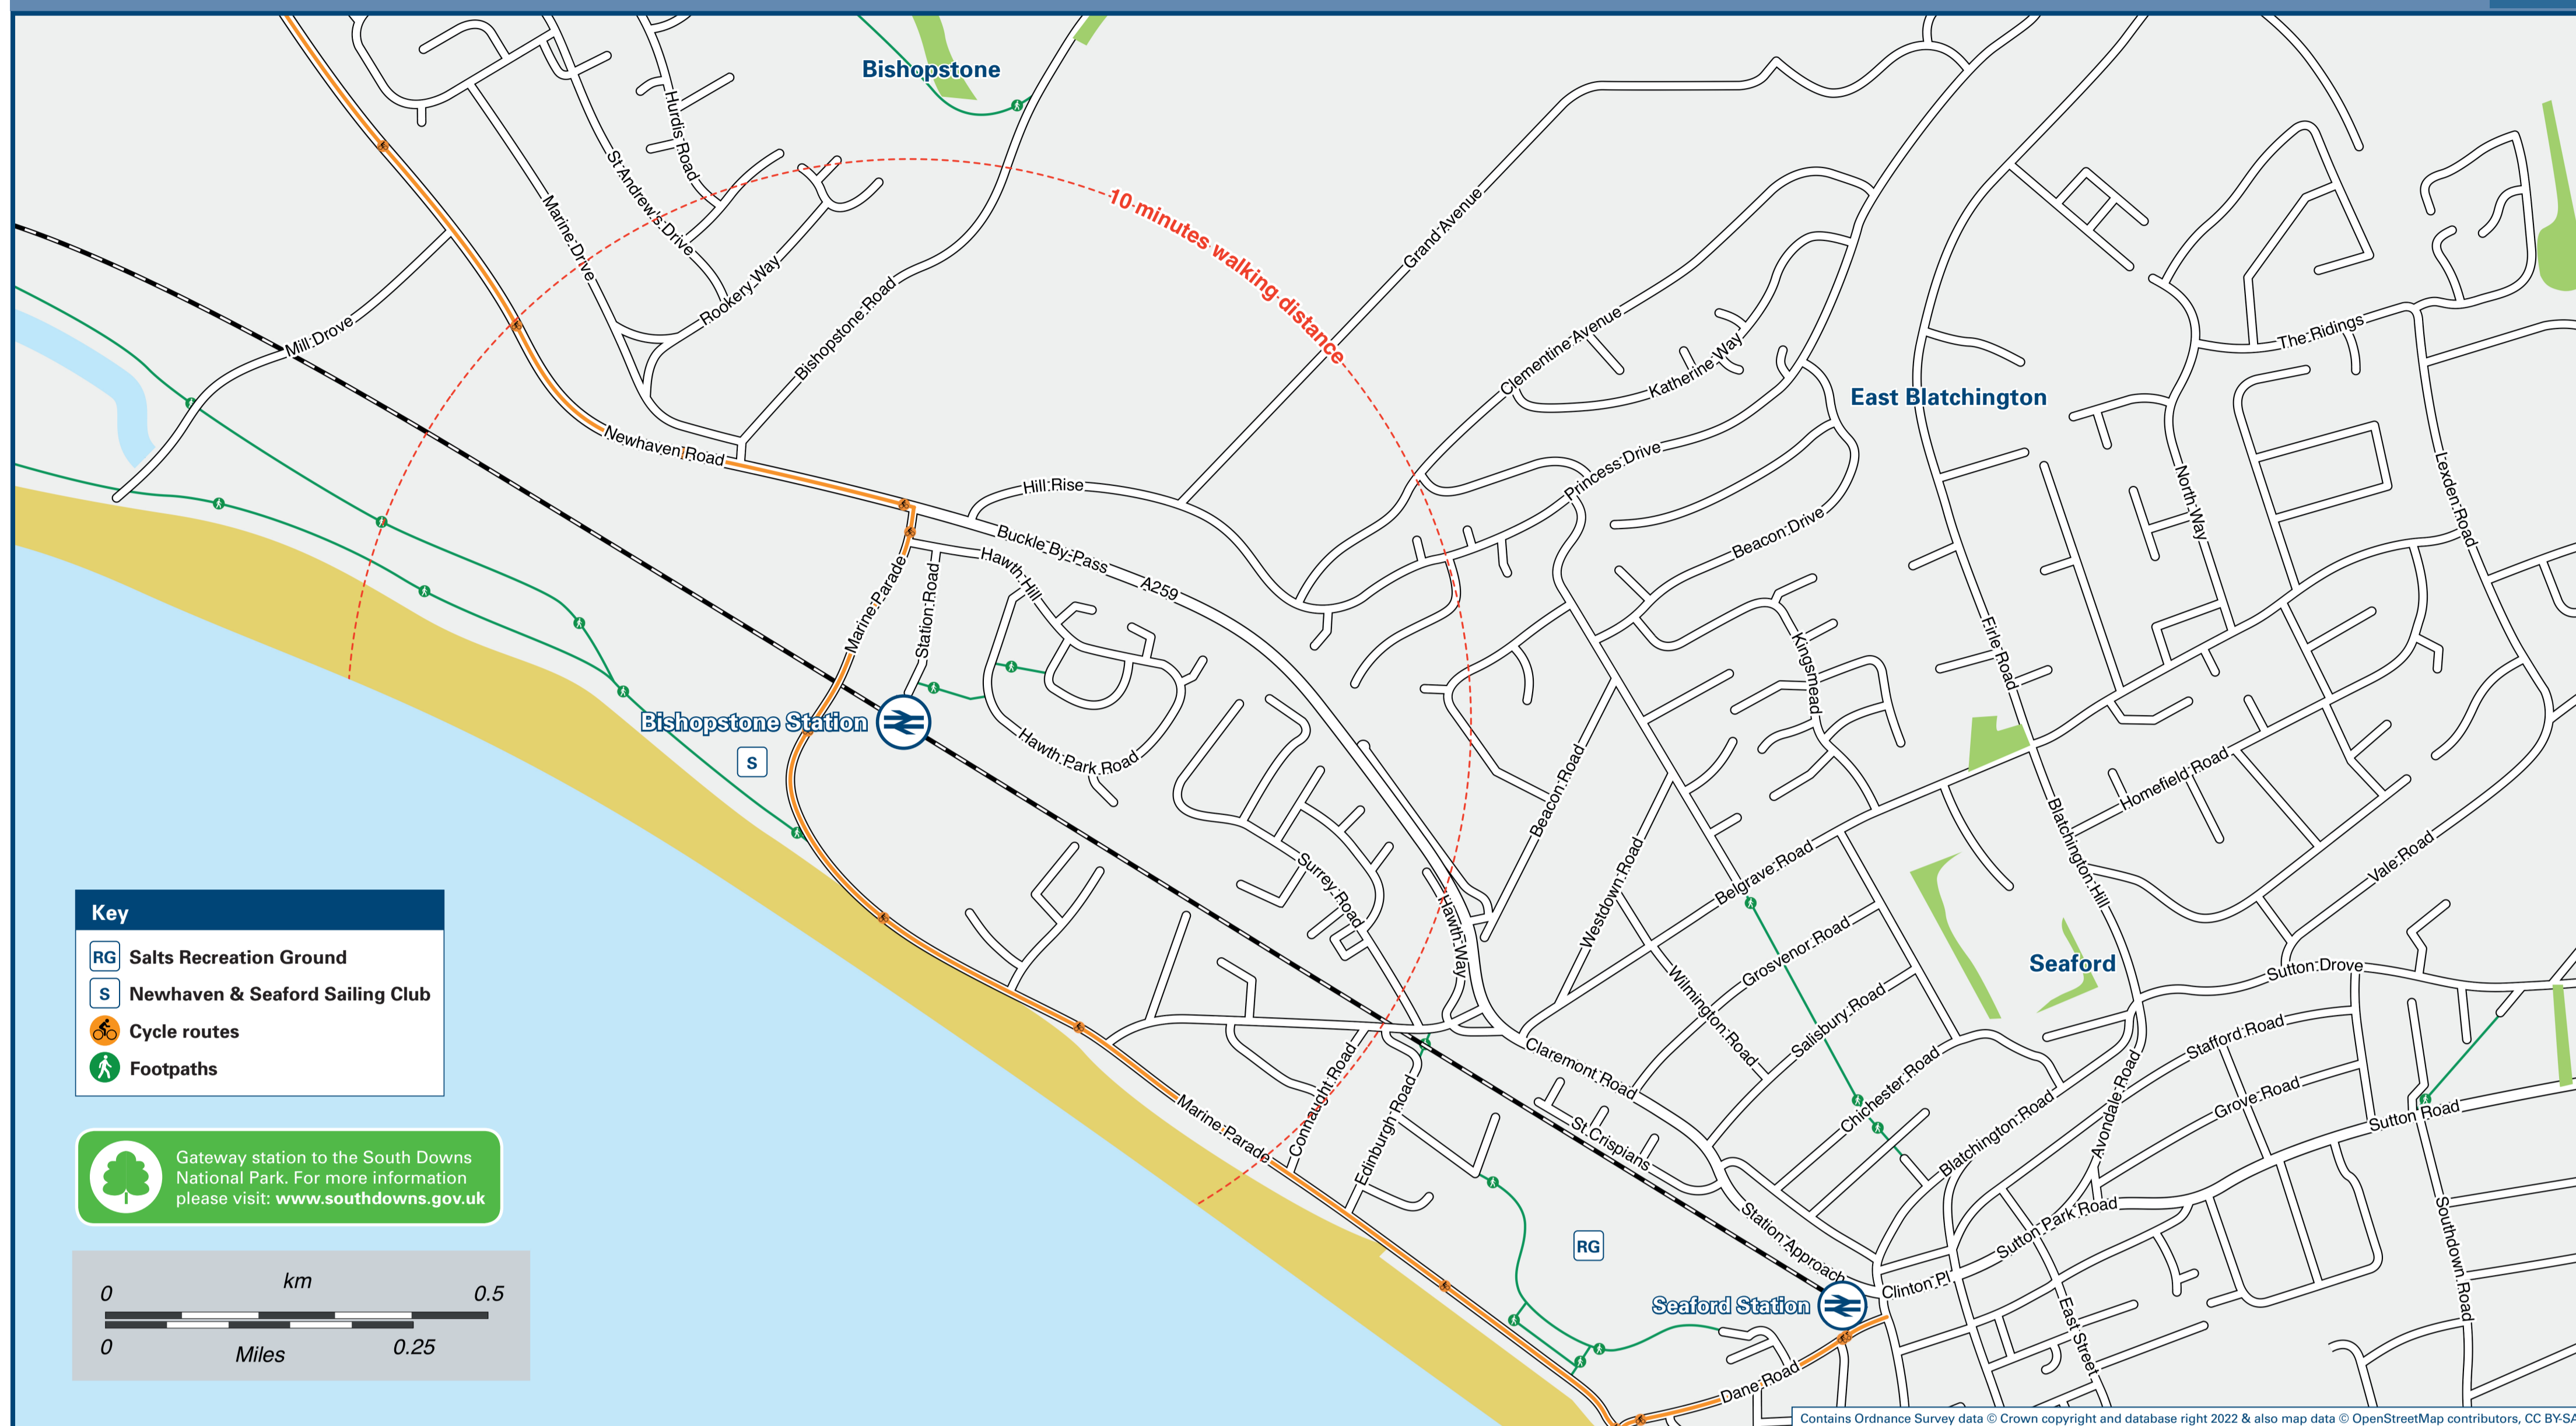 Bishopstone
Hurdis Road
St Andrew's Drive
Marine Drive
10 minutes walking distance
Grand Avenue
Rookery Way
Bishopstone Road
Mill Drove
Clementine Avenue
Katherine Way
The Ridings
East Blatchington
Newhaven Road
Hill Rise
Princess Drive
North Way
Lexden Road
Buckle By-Pass
A259
Hawth Hill
Beacon Drive
Marine Parade
Station Road
Kingsmead
Firle Road
Bishopstone Station
S
Hawth Park Road
Beacon Road
Homefield Road
Blatchington Hill
Vale Road
Surrey Road
Westdown Road
Belgrave Road
Hawth Way
Grosvenor Road
Wilmington Road
Salisbury Road
Seaford
Sutton Drove
Stafford Road
Claremont Road
Connaught Road
Edinburgh Road
Marine Parade
St Crispians
Chichester Road
Blatchington Road
Avondale Road
Grove Road
Sutton Road
Station Approach
Sutton Park Road
Southdown Road
RG
Clinton Pl
Seaford Station
East Street
Dane Road
Key
RG Salts Recreation Ground
S Newhaven & Seaford Sailing Club
Cycle routes
Footpaths
Gateway station to the South Downs
National Park. For more information
please visit: www.southdowns.gov.uk
km
0 0.5
0 0.25
Miles
Contains Ordnance Survey data © Crown copyright and database right 2022 & also map data © OpenStreetMap contributors, CC BY-SA